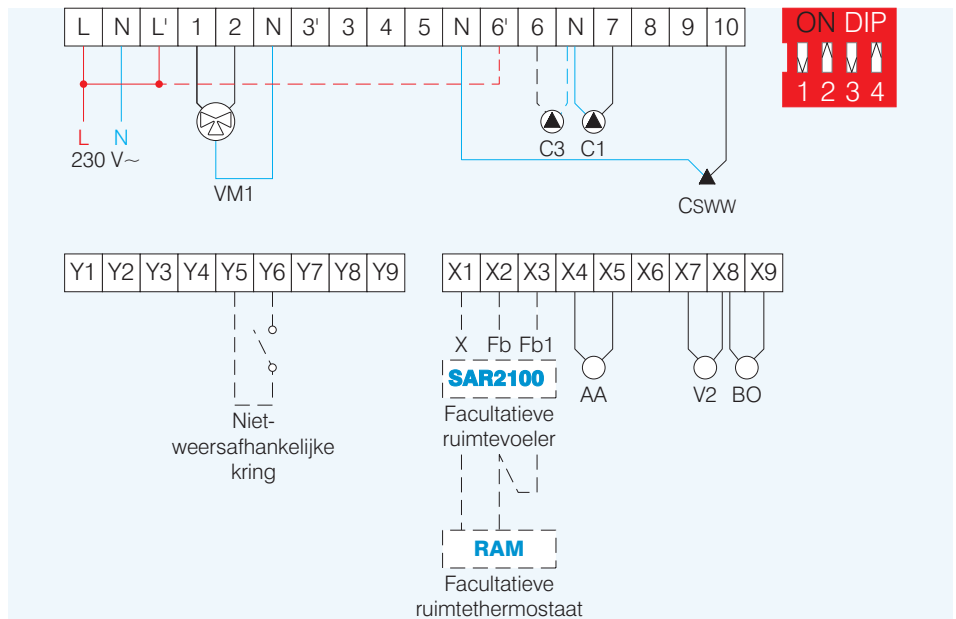 L N L' 1 2 N 3' 3 4 5 N 6' 6 N 7 8 9 10
ON DIP
1 2 3 4
L N
230 V~
VM1
C3 C1
CSWW
Y1 Y2 Y3 Y4 Y5 Y6 Y7 Y8 Y9
X1 X2 X3 X4 X5 X6 X7 X8 X9
X Fb Fb1
SAR2100
AA
V2 BO
Niet-
weersafhankelijke
kring
Facultatieve
ruimtevoeler
RAM
Facultatieve
ruimtethermostaat